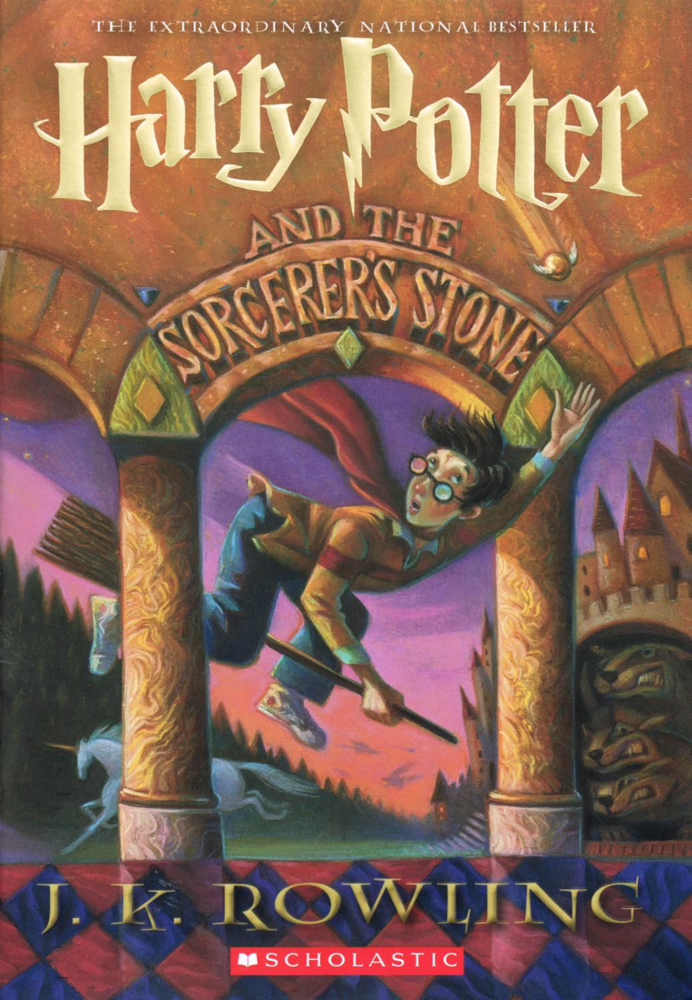 THE EXTRAORDINARY NATIONAL BESTSELLER
Harry Potter
AND THE
SORCERER'S STONE
J. K. ROWLING
SCHOLASTIC